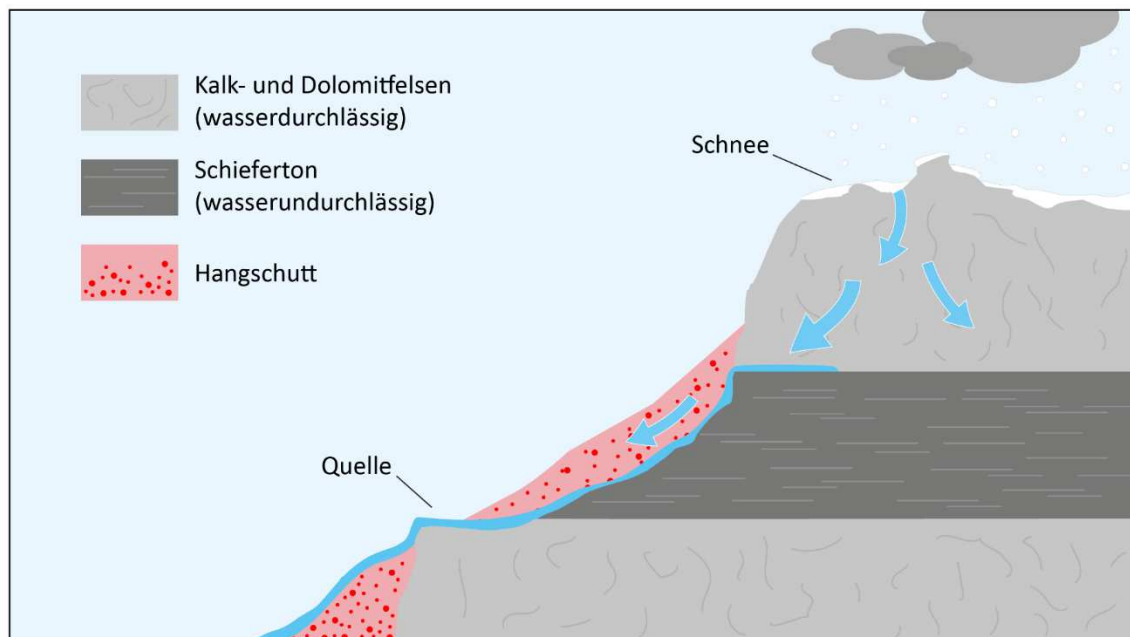 Kalk- und Dolomitfelsen
(wasserdurchlässig)
Schieferton
(wasserundurchlässig)
Hangschutt
Schnee
Quelle